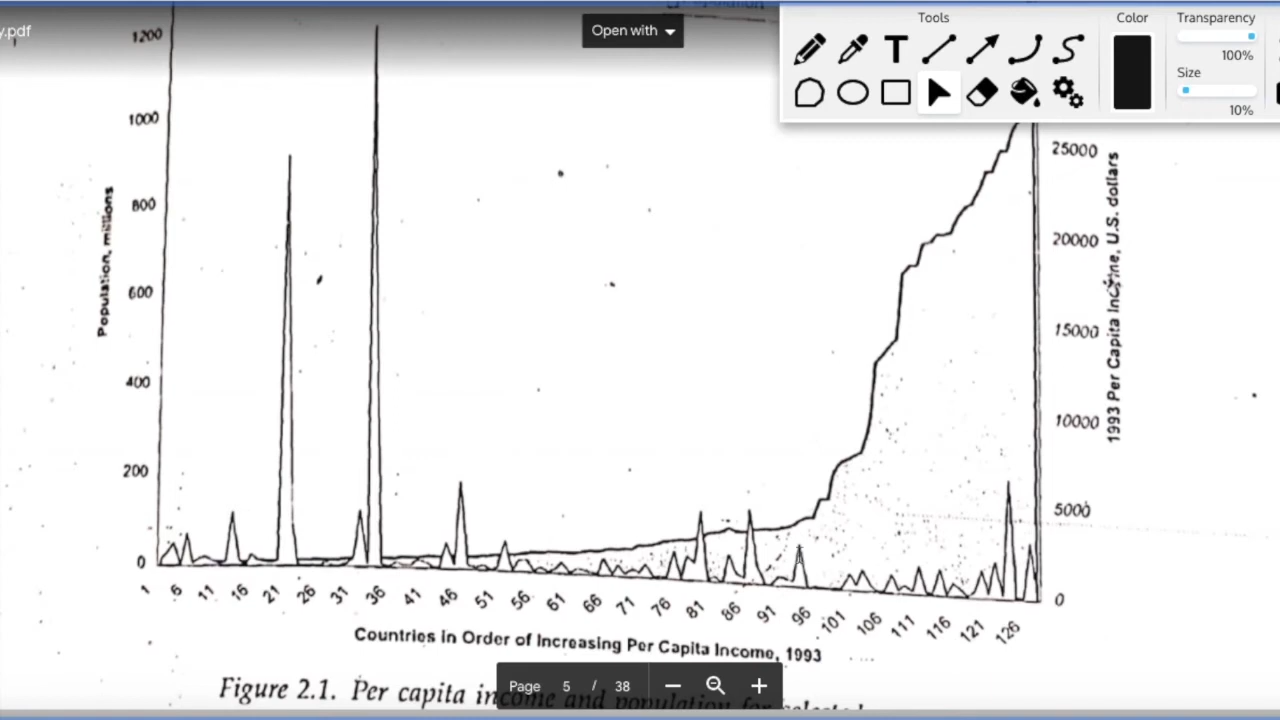 y.pdf
Open with
Tools
Color
Transparency
100%
Size
10%
1200
1000
800
600
400
200
0
Population, millions
25000
20000
15000
10000
5000
0
1993 Per Capita Income, U.S. dollars
1 6 11 16 21 26 31 36 41 46 51 56 61 66 71 76 81 86 91 96 101 106 111 116 121 126
Countries in Order of Increasing Per Capita Income, 1993
Page 5 / 38
Figure 2.1. Per capita income and population for selected